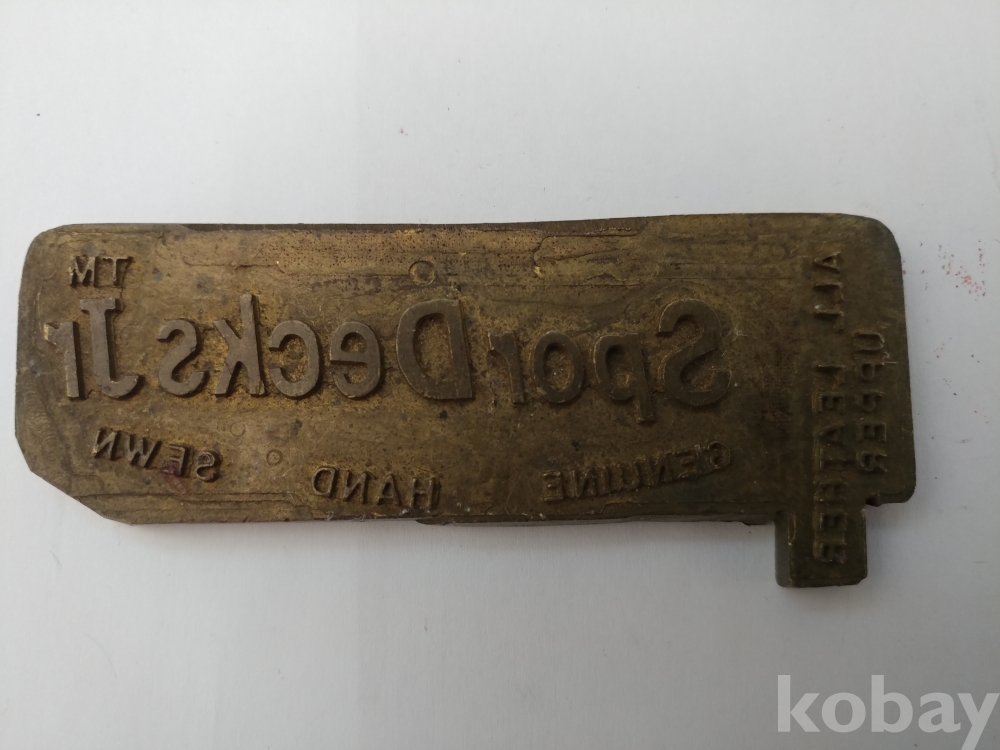 TM
SporDecks Jr
GENUINE HAND SEWN
ALL LEATHER
UPPER
kobay